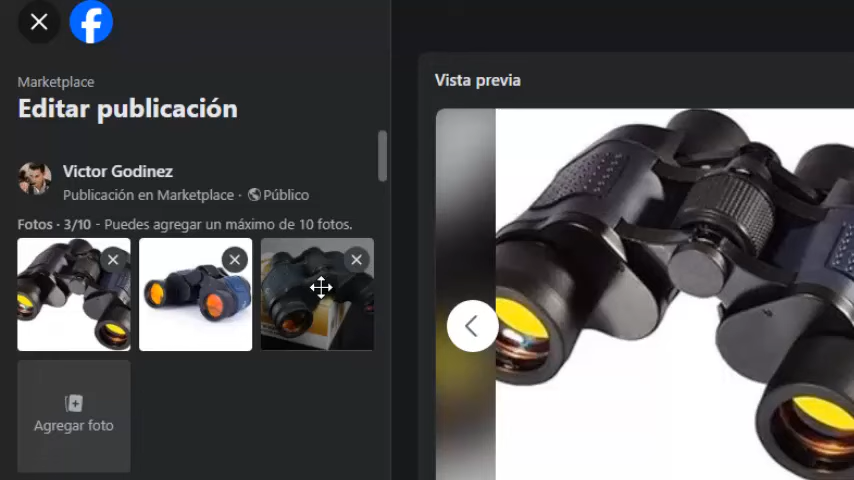 Marketplace
Editar publicación
Vista previa
Victor Godinez
Publicación en Marketplace · Público
Fotos · 3/10 - Puedes agregar un máximo de 10 fotos.
Agregar foto